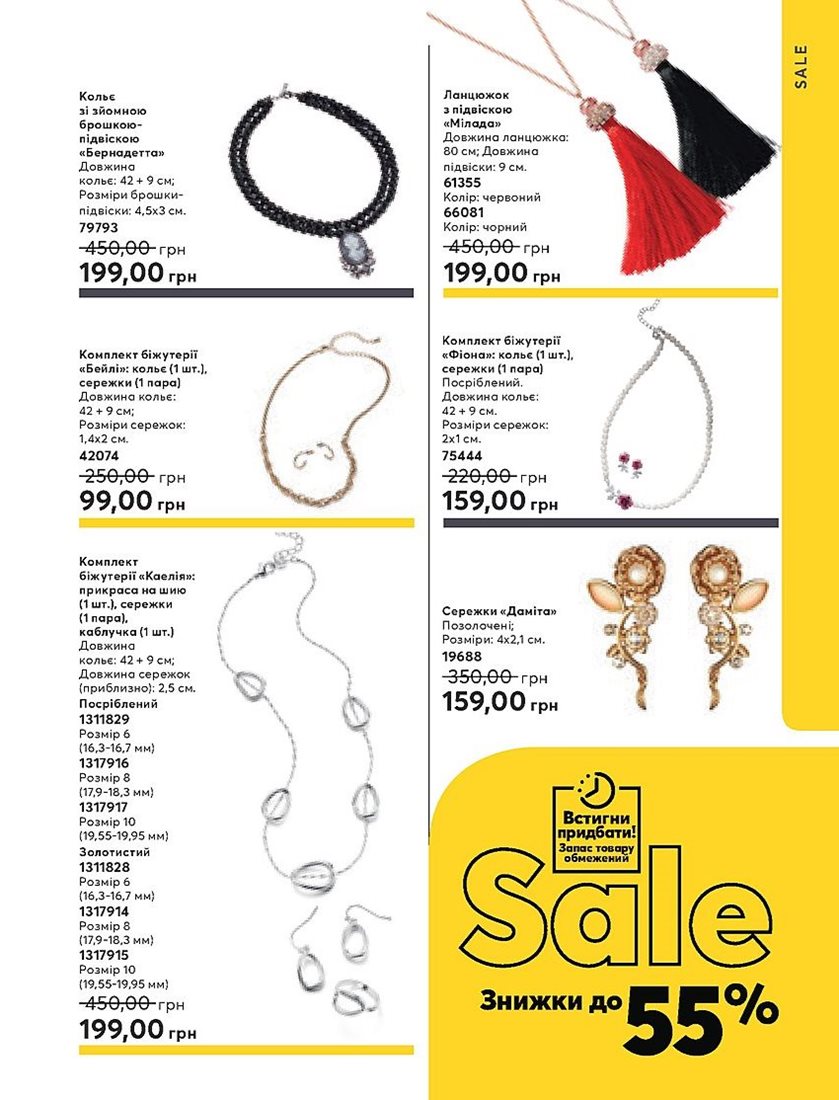 SALE
Кольє
зі зйомною
брошкою-
підвіскою
«Бернадетта»
Довжина
кольє: 42 + 9 см;
Розміри брошки-
підвіски: 4,5х3 см.
79793
450,00 грн
199,00 грн
Ланцюжок
з підвіскою
«Мілада»
Довжина ланцюжка:
80 см; Довжина
підвіски: 9 см.
61355
Колір: червоний
66081
Колір: чорний
450,00 грн
199,00 грн
Комплект біжутерії
«Бейлі»: кольє (1 шт.),
сережки (1 пара)
Довжина кольє:
42 + 9 см;
Розміри сережок:
1,4х2 см.
42074
250,00 грн
99,00 грн
Комплект біжутерії
«Фіона»: кольє (1 шт.),
сережки (1 пара)
Посріблений.
Довжина кольє:
42 + 9 см.
Розміри сережок:
2х1 см.
75444
220,00 грн
159,00 грн
Комплект
біжутерії «Каелія»:
прикраса на шию
(1 шт.), сережки
(1 пара),
каблучка (1 шт.)
Довжина
кольє: 42 + 9 см;
Довжина сережок
(приблизно): 2,5 см.
Посріблений
1311829
Розмір 6
(16,3-16,7 мм)
1317916
Розмір 8
(17,9-18,3 мм)
1317917
Розмір 10
(19,55-19,95 мм)
Золотистий
1311828
Розмір 6
(16,3-16,7 мм)
1317914
Розмір 8
(17,9-18,3 мм)
1317915
Розмір 10
(19,55-19,95 мм)
450,00 грн
199,00 грн
Сережки «Даміта»
Позолочені;
Розміри: 4х2,1 см.
19688
350,00 грн
159,00 грн
Встигни
придбати!
Запас товару
обмежений
Sale
Знижки до 55%